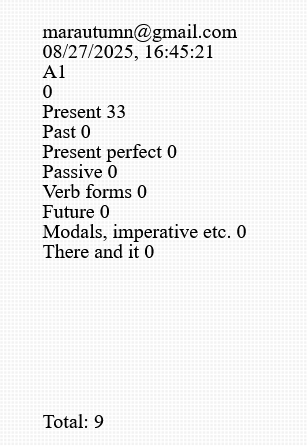 marautumn@gmail.com
08/27/2025, 16:45:21
A1
0
Present 33
Past 0
Present perfect 0
Passive 0
Verb forms 0
Future 0
Modals, imperative etc. 0
There and it 0
Total: 9